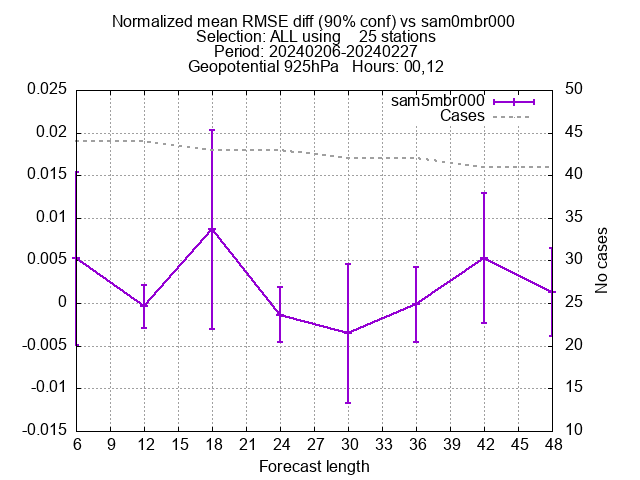 Normalized mean RMSE diff (90% conf) vs sam0mbr000
Selection: ALL using    25 stations
Period: 20240206-20240227
Geopotential 925hPa   Hours: 00,12
sam5mbr000
Cases
0.025
0.02
0.015
0.01
0.005
0
-0.005
-0.01
-0.015
50
45
40
35
30
25
20
15
10
No cases
6 9 12 15 18 21 24 27 30 33 36 39 42 45 48
Forecast length